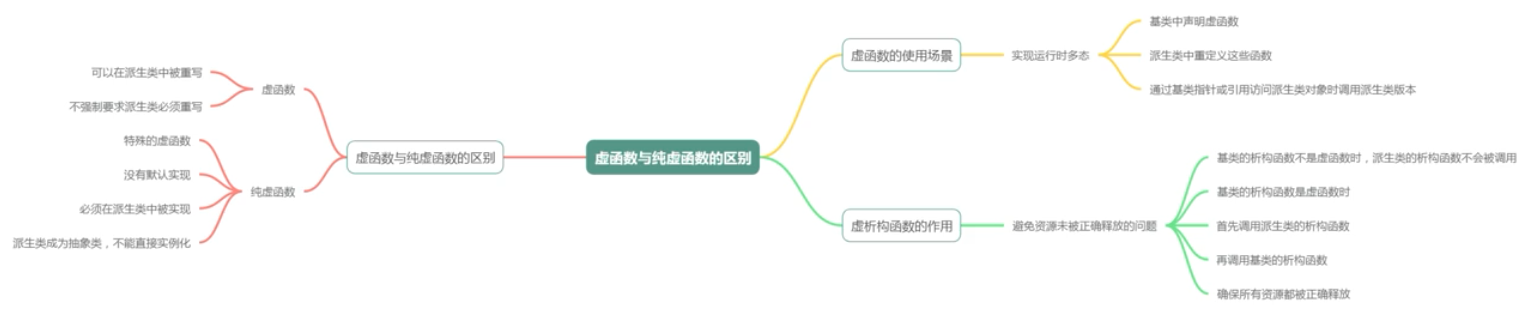 虚函数与纯虚函数的区别
虚函数与纯虚函数的区别
虚函数
可以在派生类中被重写
不强制要求派生类必须重写
纯虚函数
特殊的虚函数
没有默认实现
必须在派生类中被实现
派生类成为抽象类，不能直接实例化
虚函数的使用场景
实现运行时多态
基类中声明虚函数
派生类中重定义这些函数
通过基类指针或引用访问派生类对象时调用派生类版本
虚析构函数的作用
避免资源未被正确释放的问题
基类的析构函数不是虚函数时，派生类的析构函数不会被调用
基类的析构函数是虚函数时
首先调用派生类的析构函数
再调用基类的析构函数
确保所有资源都被正确释放